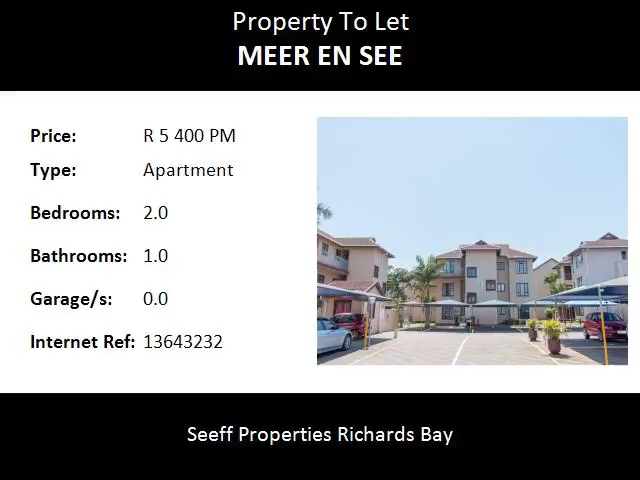 Property To Let
MEER EN SEE
Price: R 5 400 PM
Type: Apartment
Bedrooms: 2.0
Bathrooms: 1.0
Garage/s: 0.0
Internet Ref: 13643232
Seeff Properties Richards Bay